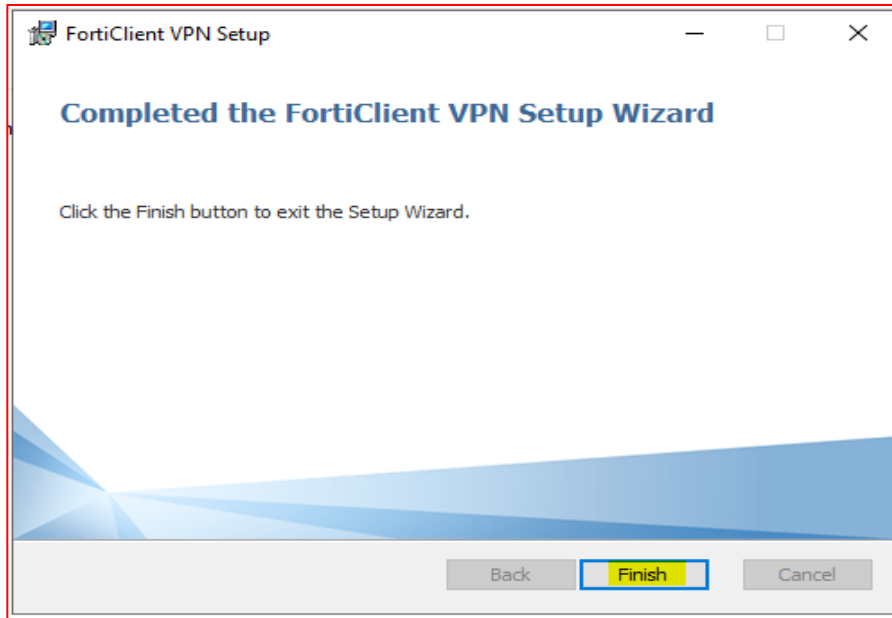 FortiClient VPN Setup
Completed the FortiClient VPN Setup Wizard
Click the Finish button to exit the Setup Wizard.
Back Finish Cancel